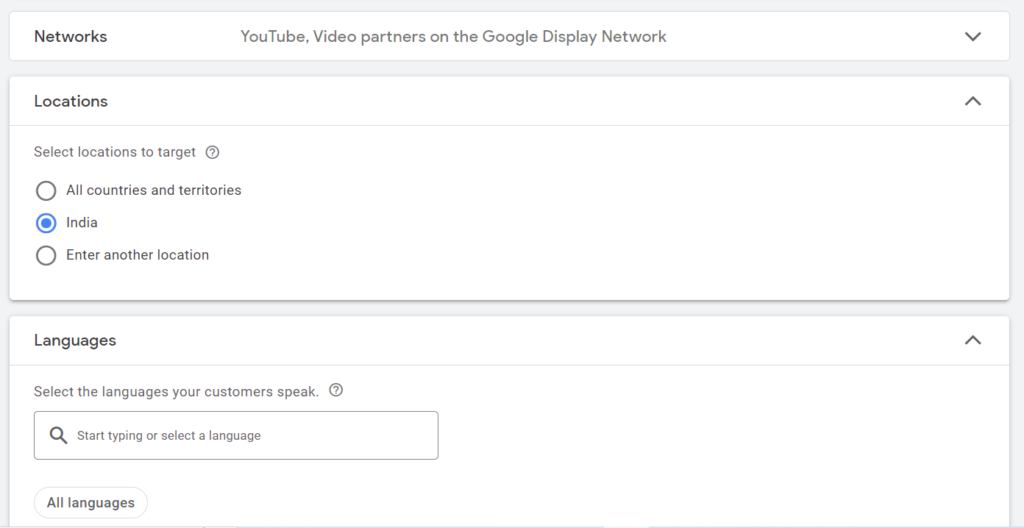 Networks YouTube, Video partners on the Google Display Network
Locations
Select locations to target
All countries and territories
India
Enter another location
Languages
Select the languages your customers speak.
Start typing or select a language
All languages